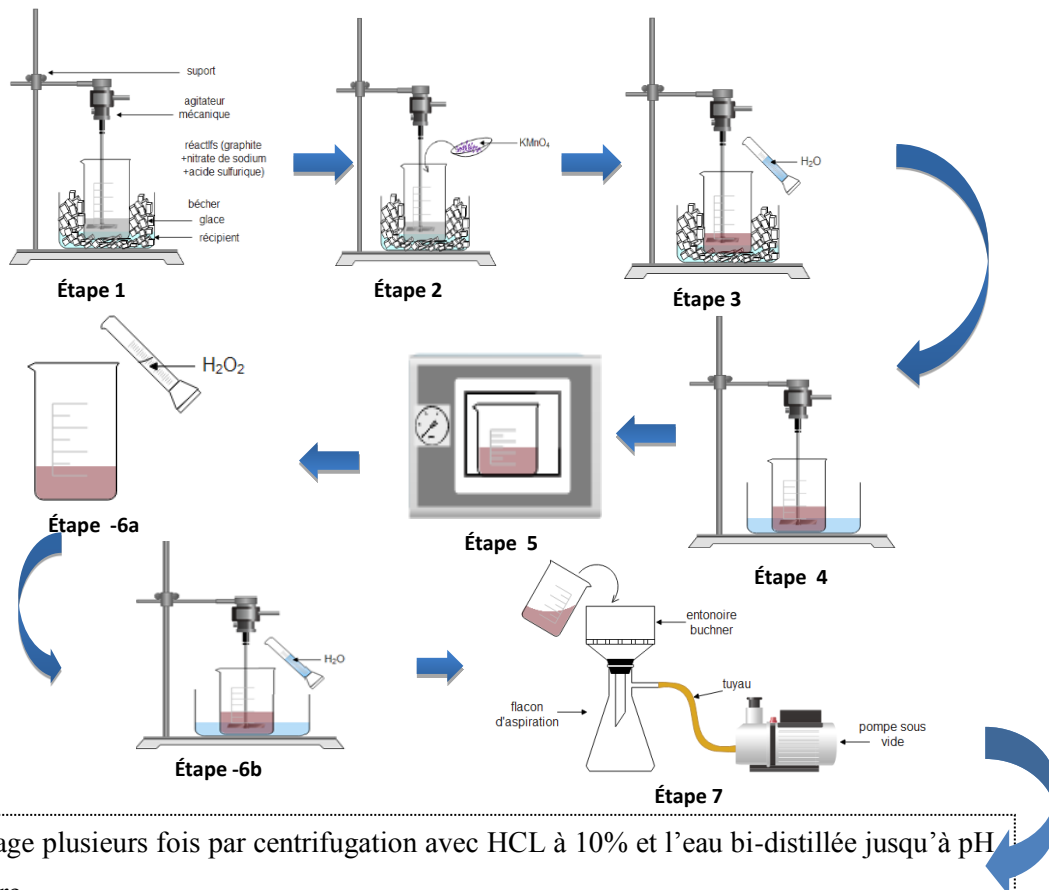 suport
agitateur
mécanique
réactifs (graphite
+nitrate de sodium
+acide sulfurique)
bécher
glace
récipient
Étape 1
KMnO₄
Étape 2
H₂O
Étape 3
Étape 4
Étape 5
H₂O₂
Étape -6a
H₂O
Étape -6b
entonoire
buchner
tuyau
flacon
d'aspiration
pompe sous
vide
Étape 7
age plusieurs fois par centrifugation avec HCL à 10% et l'eau bi-distillée jusqu'à pH